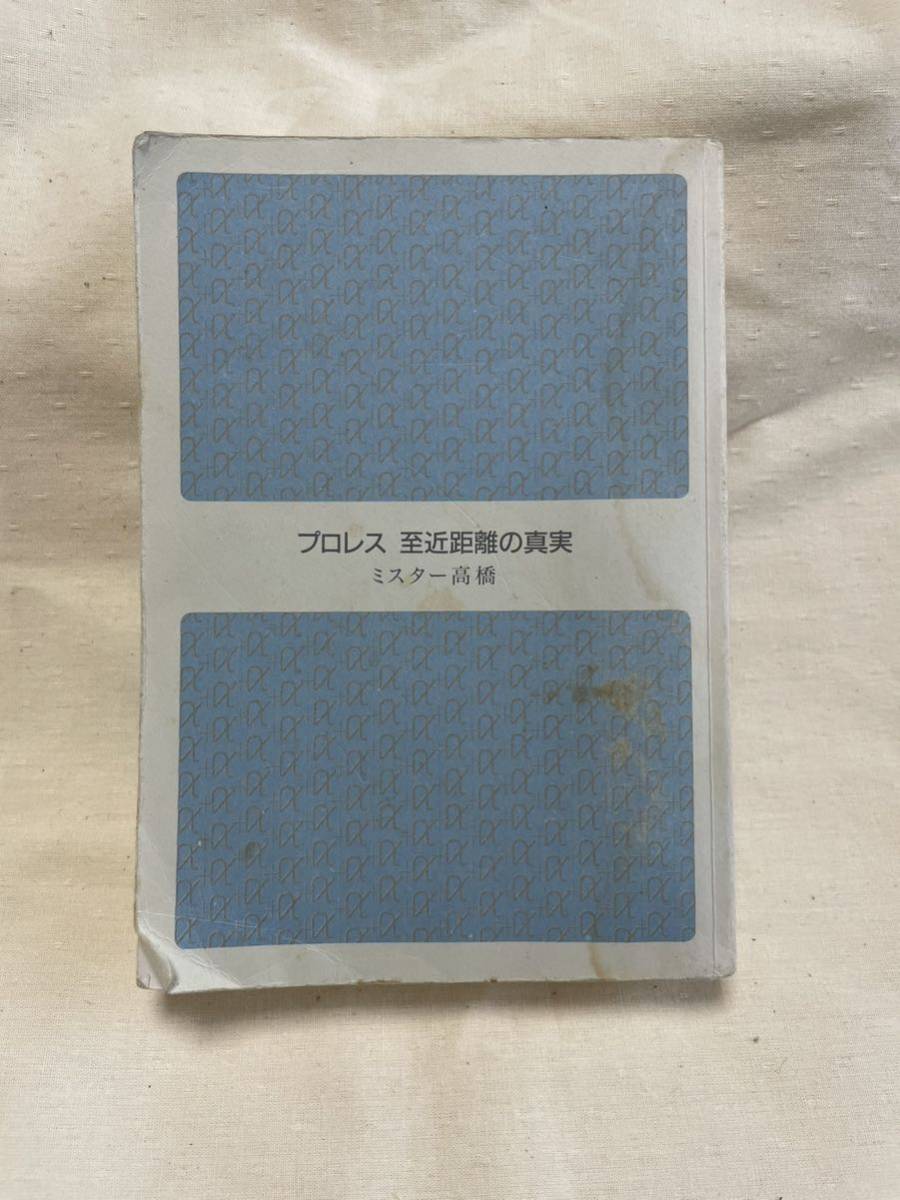 プロレス 至近距離の真実
ミスター高橋